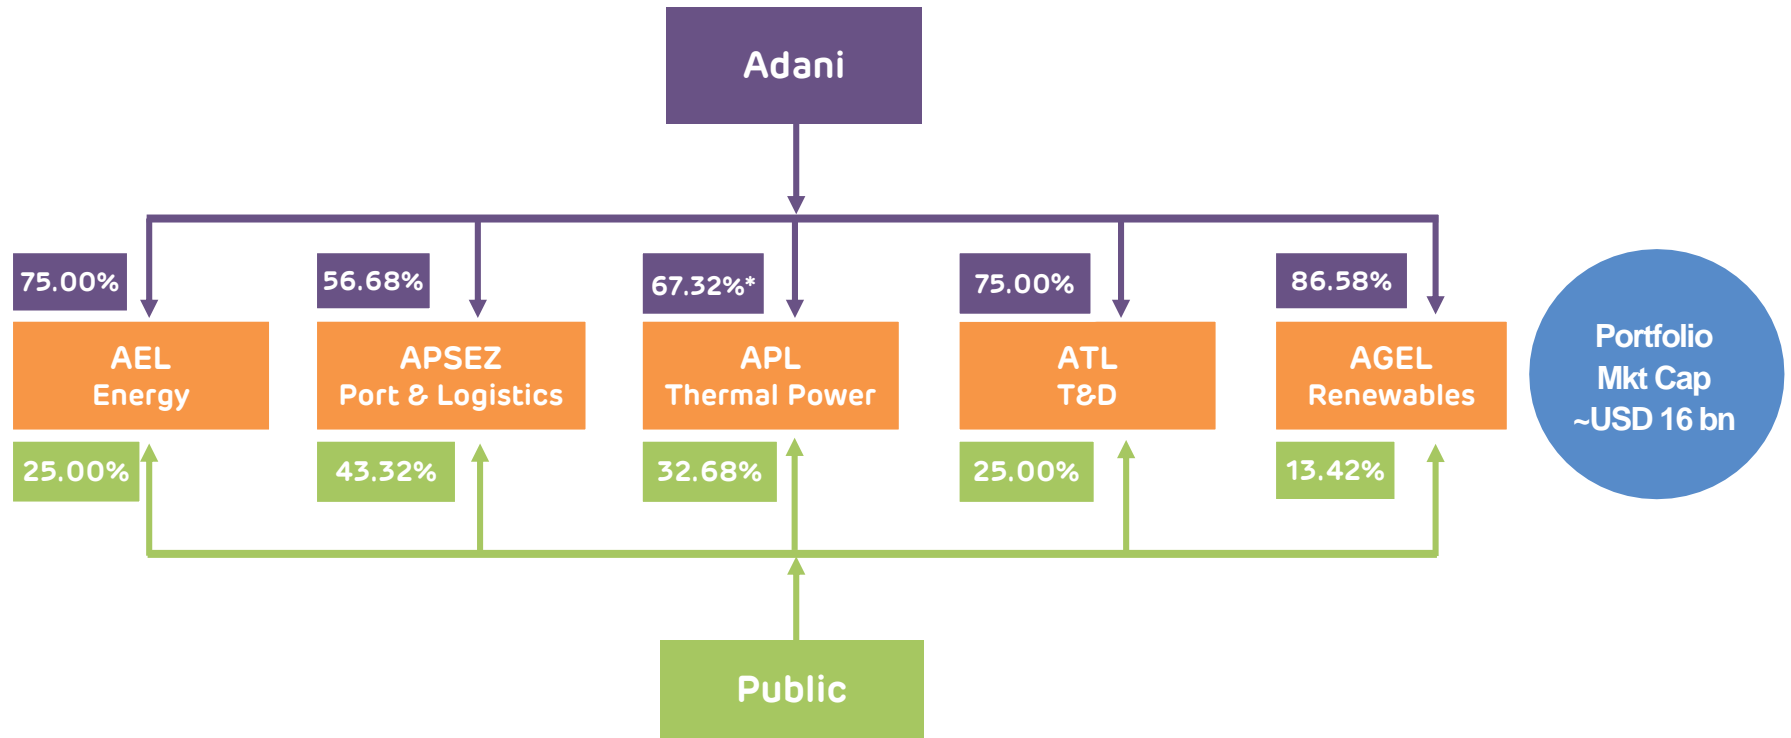 Adani
75.00%
56.68%
67.32%*
75.00%
86.58%
AEL
Energy
APSEZ
Port & Logistics
APL
Thermal Power
ATL
T&D
AGEL
Renewables
Portfolio
Mkt Cap
~USD 16 bn
25.00%
43.32%
32.68%
25.00%
13.42%
Public